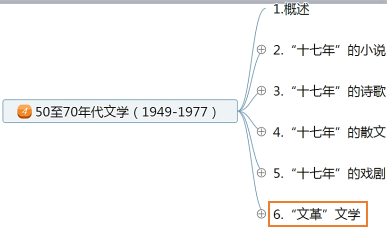 1.概述
2.“十七年”的小说
3.“十七年”的诗歌
4 50至70年代文学（1949-1977）
4.“十七年”的散文
5.“十七年”的戏剧
6.“文革”文学